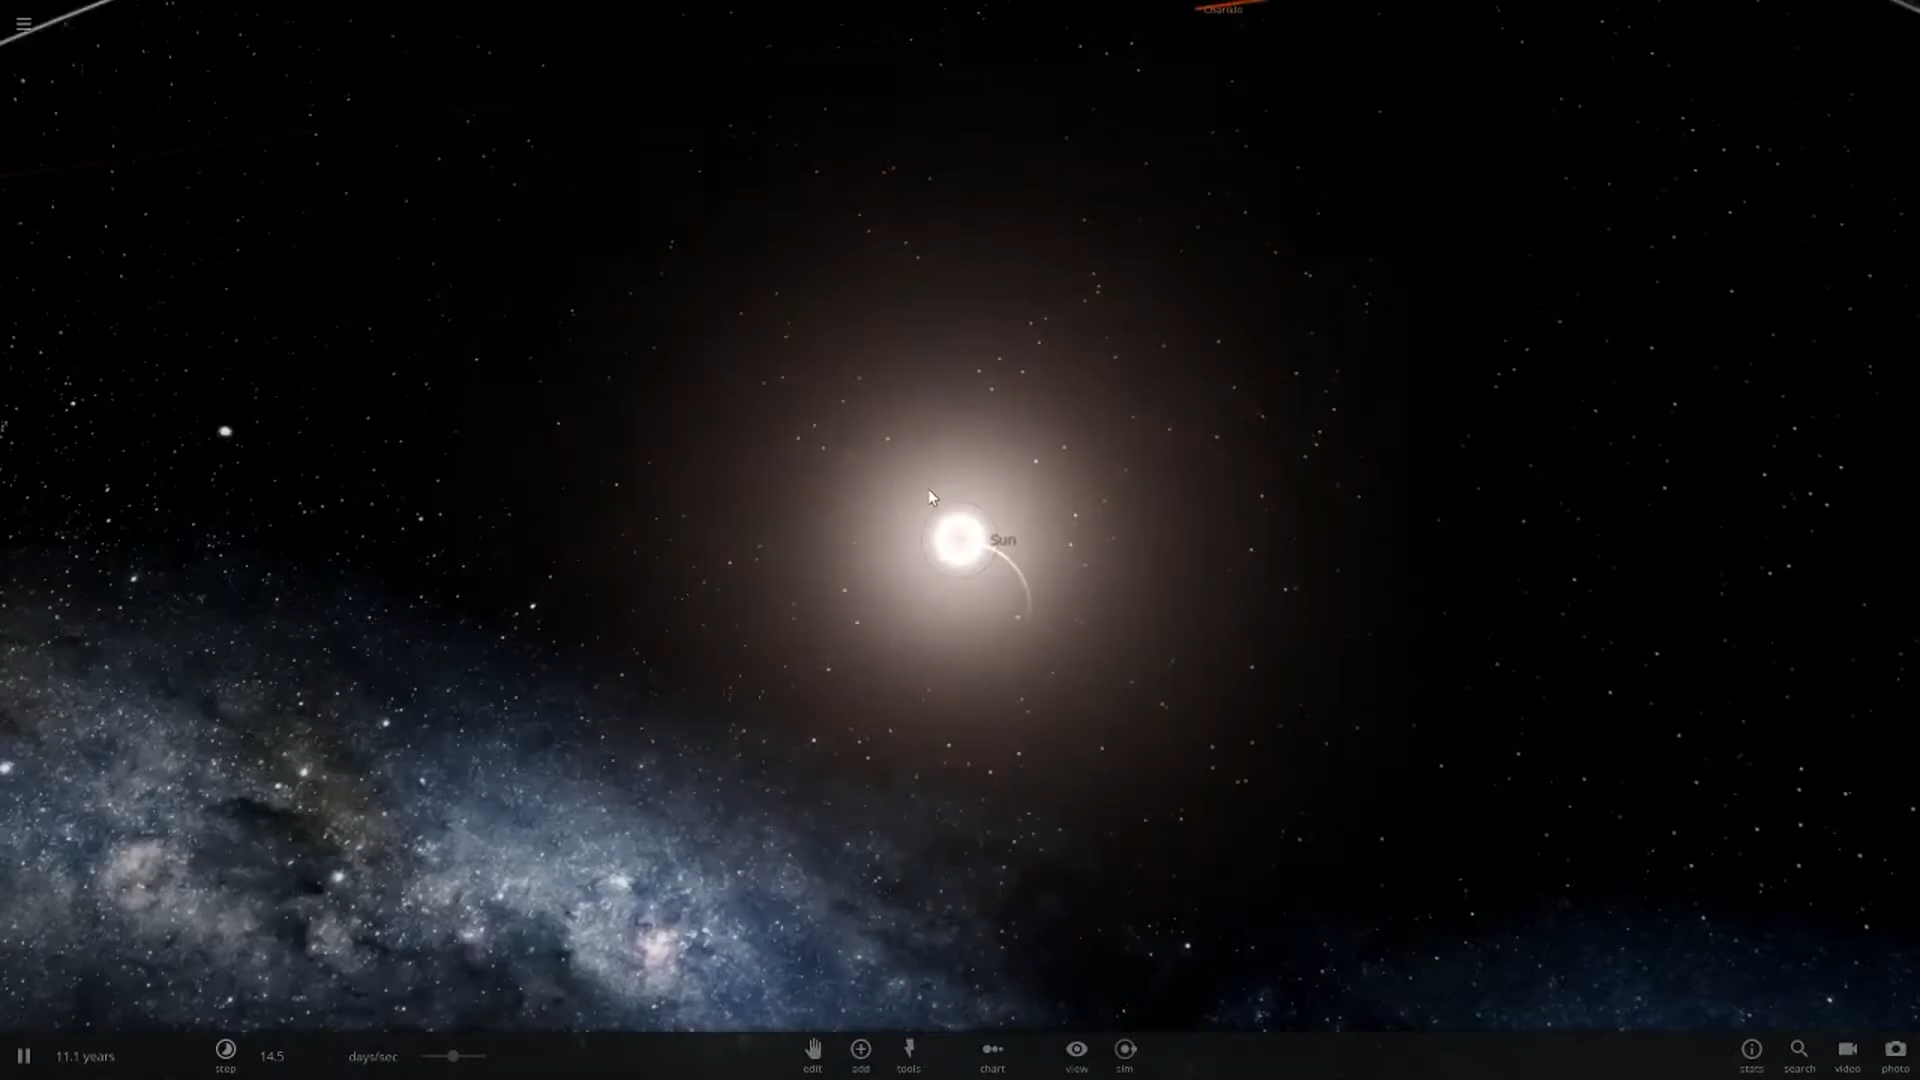 Chariklo
Sun
11.1 years
step
14.5
days/sec
edit
add
tools
chart
view
sim
stats
search
video
photo